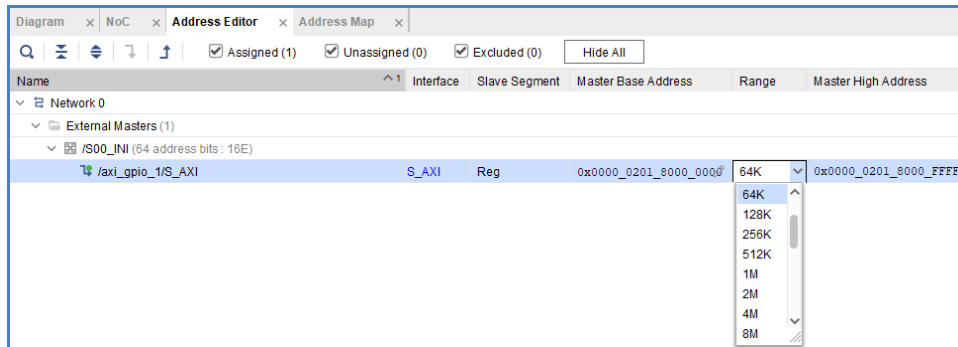 Diagram NoC Address Editor Address Map
Assigned (1) Unassigned (0) Excluded (0) Hide All
Name 1 Interface Slave Segment Master Base Address Range Master High Address
Network 0
External Masters (1)
/S00_INI (64 address bits : 16E)
/axi_gpio_1/S_AXI S_AXI Reg 0x0000_0201_8000_0000 64K 0x0000_0201_8000_FFFF
64K
128K
256K
512K
1M
2M
4M
8M